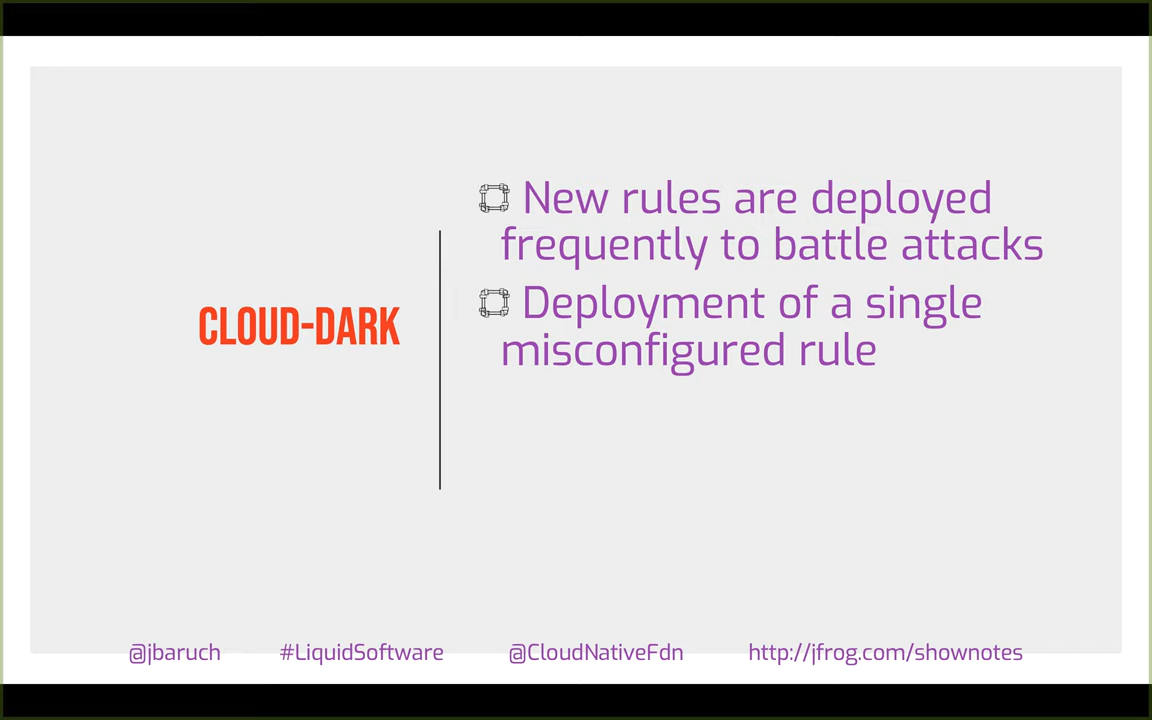 CLOUD-DARK
New rules are deployed
frequently to battle attacks
Deployment of a single
misconfigured rule
@jbaruch #LiquidSoftware @CloudNativeFdn http://jfrog.com/shownotes